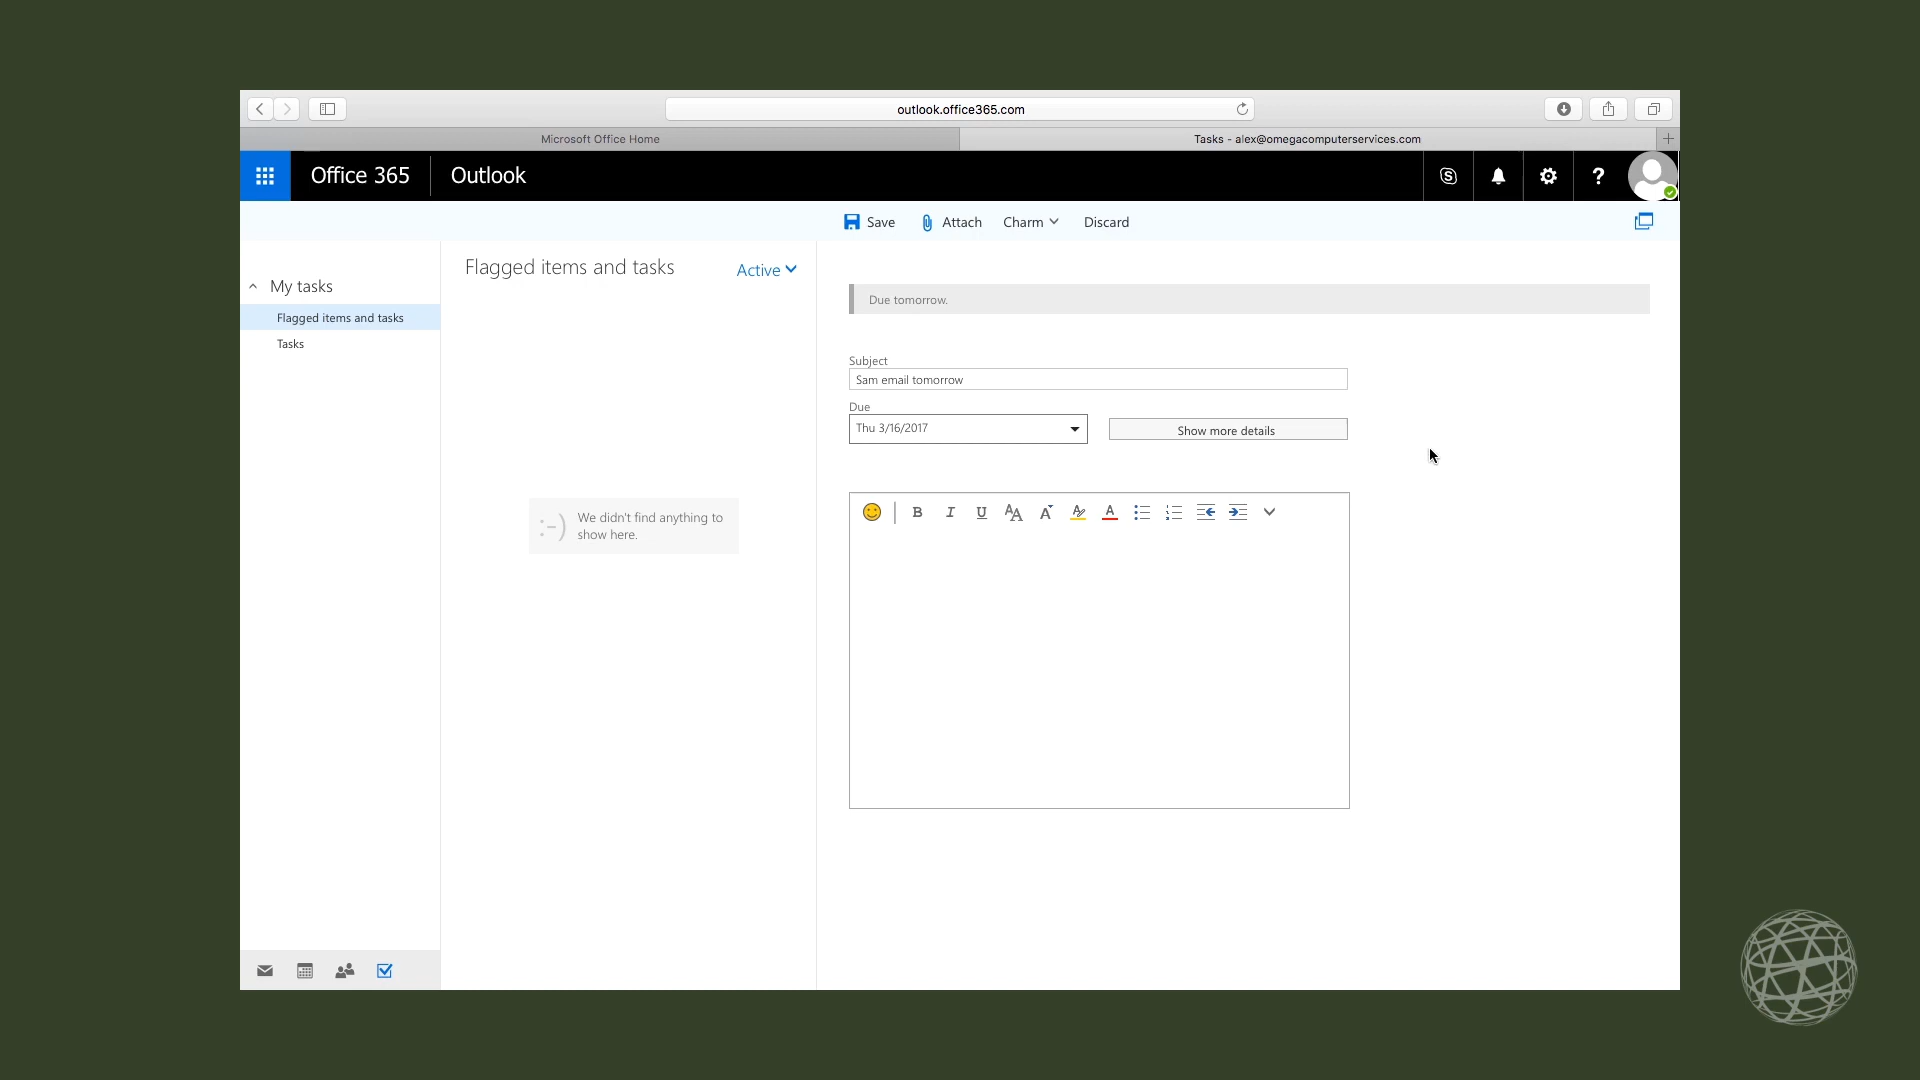 outlook.office365.com
Microsoft Office Home
Tasks - alex@omegacomputerservices.com
Office 365
Outlook
Save
Attach
Charm
Discard
My tasks
Flagged items and tasks
Tasks
Flagged items and tasks
Active
:-)
We didn't find anything to
show here.
Due tomorrow.
Subject
Sam email tomorrow
Due
Thu 3/16/2017
Show more details
B I U